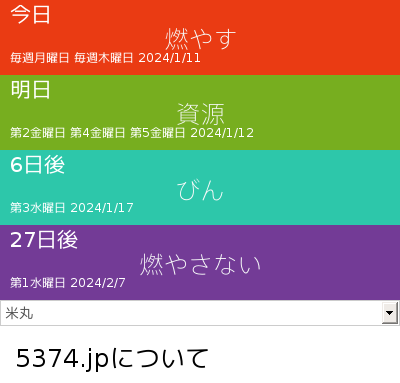 今日
燃やす
毎週月曜日 毎週木曜日 2024/1/11
明日
資源
第2金曜日 第4金曜日 第5金曜日 2024/1/12
6日後
びん
第3水曜日 2024/1/17
27日後
燃やさない
第1水曜日 2024/2/7
米丸
5374.jpについて